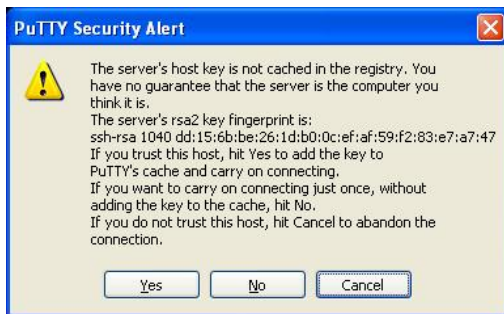 PuTTY Security Alert
The server's host key is not cached in the registry. You
have no guarantee that the server is the computer you
think it is.
The server's rsa2 key fingerprint is:
ssh-rsa 1040 dd:15:6b:be:26:1d:b0:0c:ef:af:59:f2:83:e7:a7:47
If you trust this host, hit Yes to add the key to
PuTTY's cache and carry on connecting.
If you want to carry on connecting just once, without
adding the key to the cache, hit No.
If you do not trust this host, hit Cancel to abandon the
connection.
Yes No Cancel